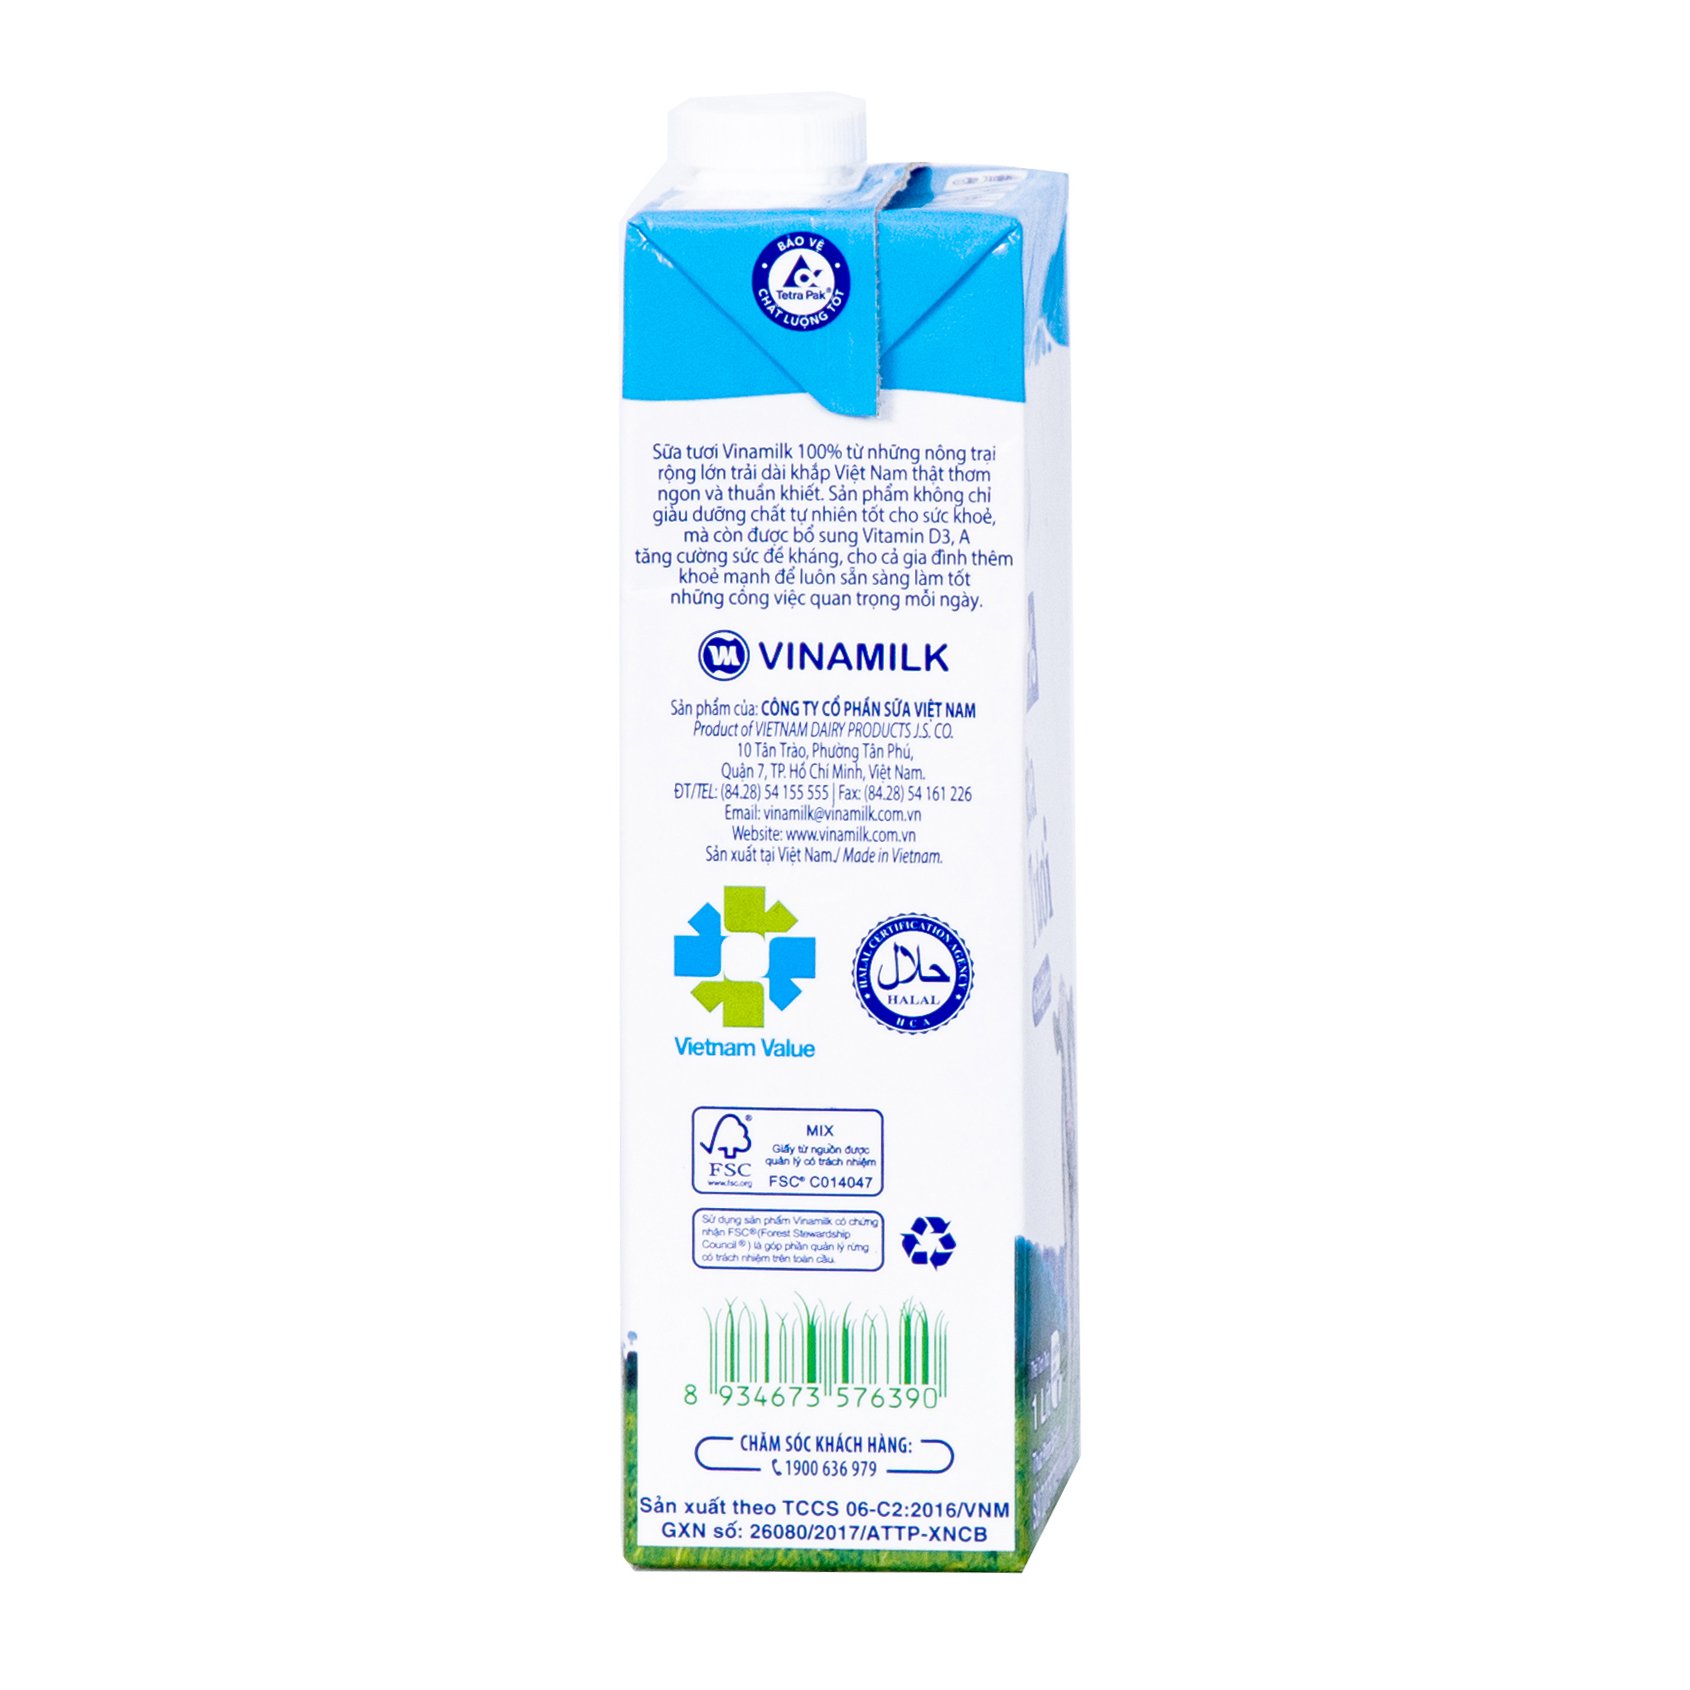 BẢO VỆ
Tetra Pak®
CHẤT LƯỢNG TỐT
Sữa tươi Vinamilk 100% từ những nông trại
rộng lớn trải dài khắp Việt Nam thật thơm
ngon và thuần khiết. Sản phẩm không chỉ
giàu dưỡng chất tự nhiên tốt cho sức khoẻ,
mà còn được bổ sung Vitamin D3, A
tăng cường sức đề kháng, cho cả gia đình thêm
khoẻ mạnh để luôn sẵn sàng làm tốt
những công việc quan trọng mỗi ngày.
VM VINAMILK
Sản phẩm của: CÔNG TY CỔ PHẦN SỮA VIỆT NAM
Product of VIETNAM DAIRY PRODUCTS J.S. CO.
10 Tân Trào, Phường Tân Phú,
Quận 7, TP. Hồ Chí Minh, Việt Nam.
ĐT/TEL: (84.28) 54 155 555 | Fax: (84.28) 54 161 226
Email: vinamilk@vinamilk.com.vn
Website: www.vinamilk.com.vn
Sản xuất tại Việt Nam./ Made in Vietnam.
Vietnam Value
HALAL CERTIFICATION AGENCY
حلال
HALAL
HCA
FSC
www.fsc.org
MIX
Giấy từ nguồn được
quản lý có trách nhiệm
FSC® C014047
Sử dụng sản phẩm Vinamilk có chứng
nhận FSC®(Forest Stewardship
Council®) là góp phần quản lý rừng
có trách nhiệm trên toàn cầu.
8 934673 576390
CHĂM SÓC KHÁCH HÀNG:
1900 636 979
Sản xuất theo TCCS 06-C2:2016/VNM
GXN số: 26080/2017/ATTP-XNCB